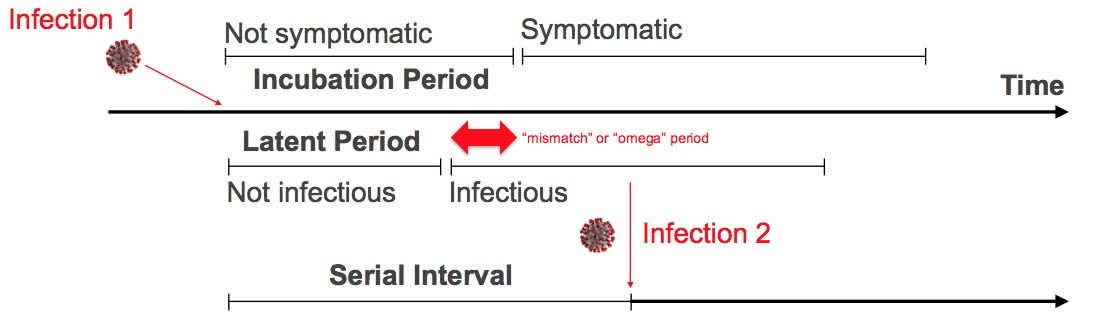 Infection 1
Not symptomatic
Symptomatic
Incubation Period
Time
Latent Period
“mismatch” or “omega” period
Not infectious
Infectious
Infection 2
Serial Interval